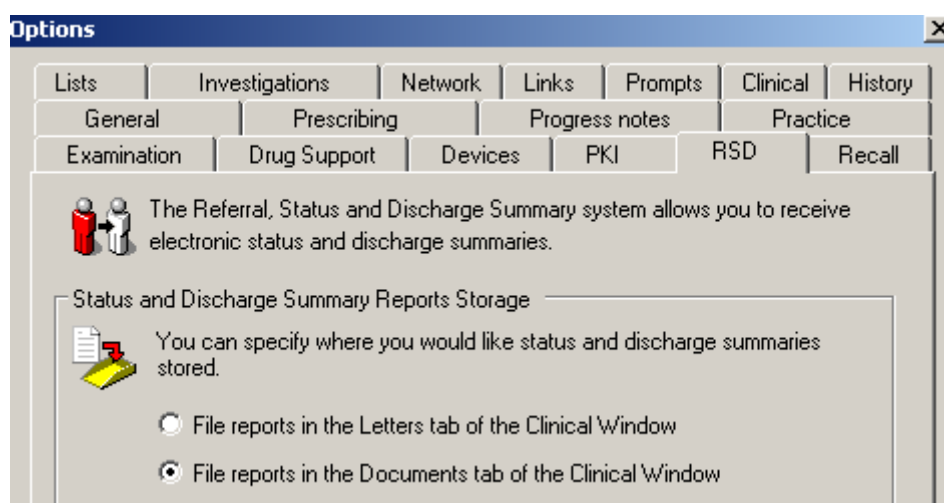 Options
Lists Investigations Network Links Prompts Clinical History
General Prescribing Progress notes Practice
Examination Drug Support Devices PKI RSD Recall
The Referral, Status and Discharge Summary system allows you to receive
electronic status and discharge summaries.
Status and Discharge Summary Reports Storage
You can specify where you would like status and discharge summaries
stored.
File reports in the Letters tab of the Clinical Window
File reports in the Documents tab of the Clinical Window